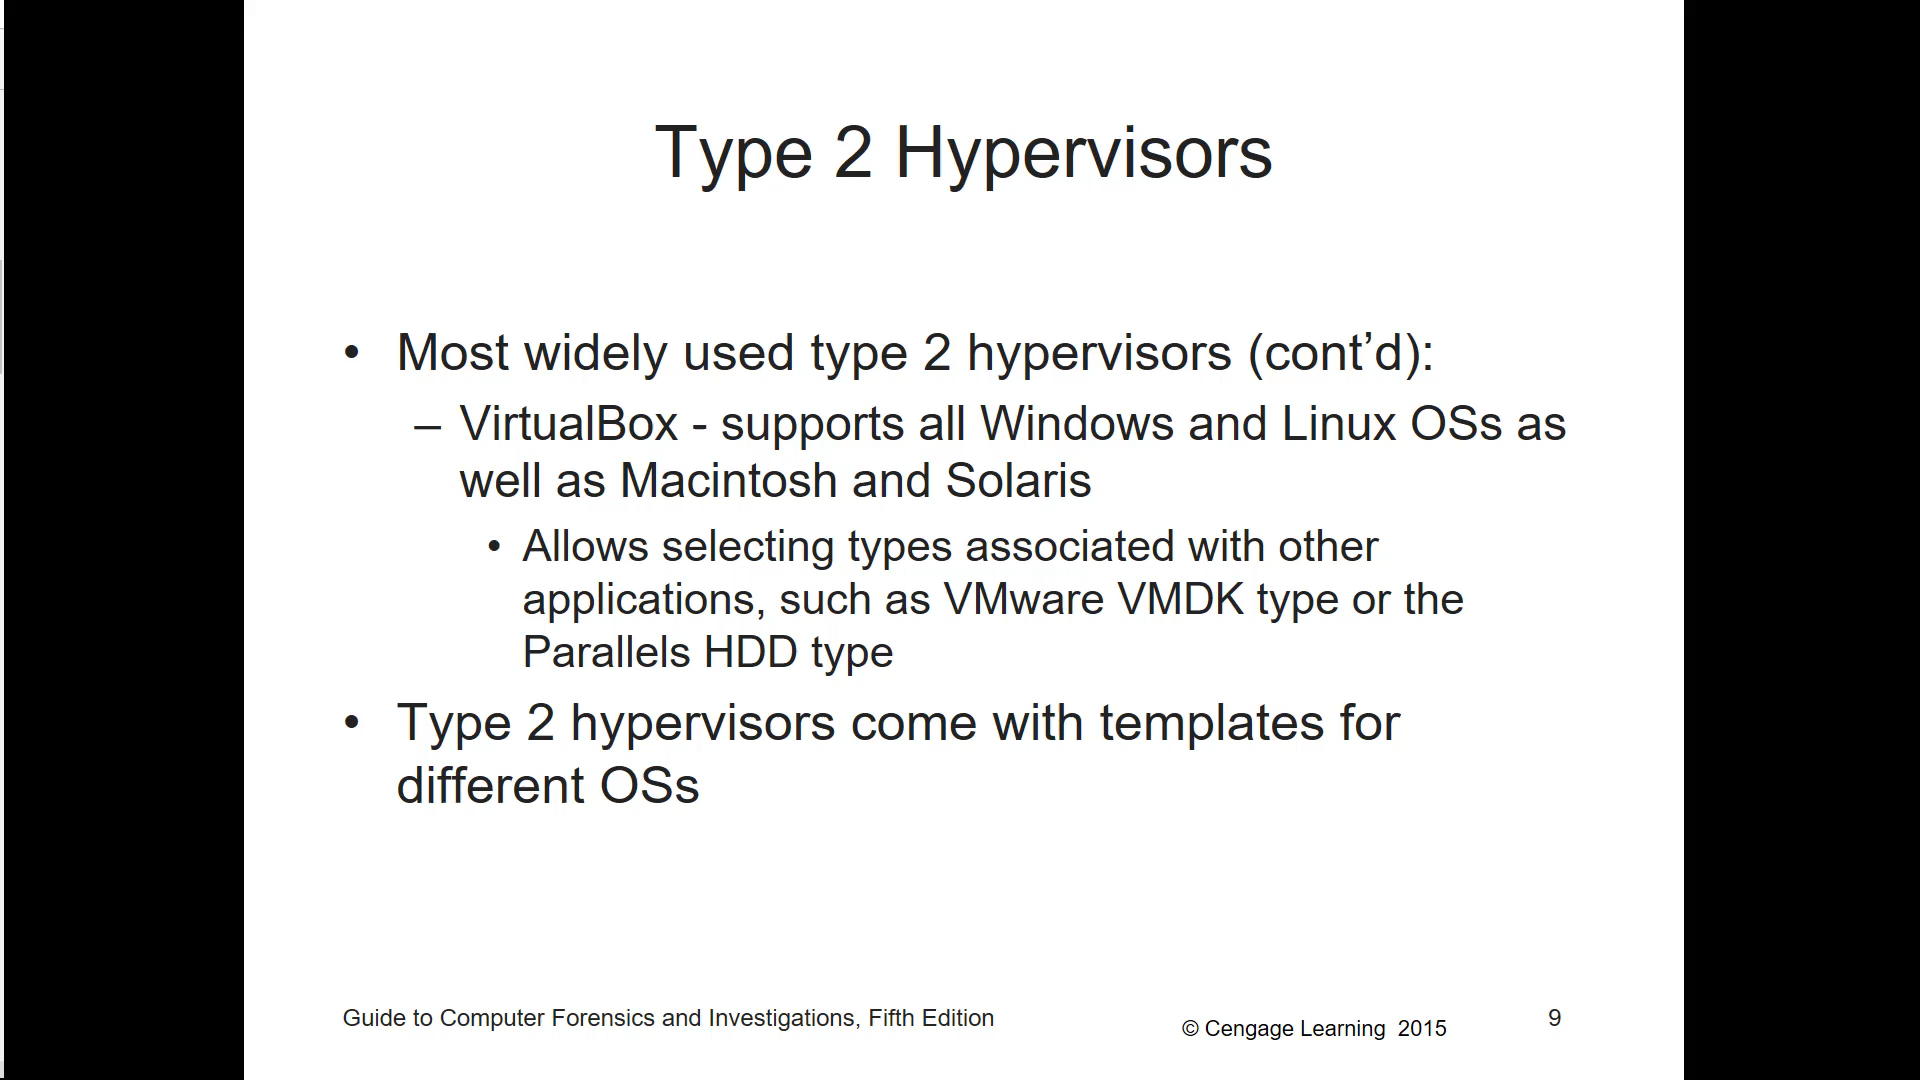 Type 2 Hypervisors
• Most widely used type 2 hypervisors (cont’d):
– VirtualBox - supports all Windows and Linux OSs as
well as Macintosh and Solaris
• Allows selecting types associated with other
applications, such as VMware VMDK type or the
Parallels HDD type
• Type 2 hypervisors come with templates for
different OSs
Guide to Computer Forensics and Investigations, Fifth Edition
© Cengage Learning 2015
9